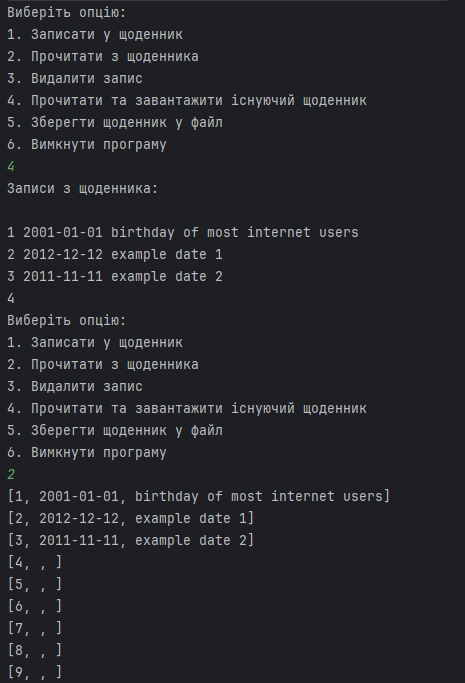 Виберіть опцію:
1. Записати у щоденник
2. Прочитати з щоденника
3. Видалити запис
4. Прочитати та завантажити існуючий щоденник
5. Зберегти щоденник у файл
6. Вимкнути програму
4
Записи з щоденника:
1 2001-01-01 birthday of most internet users
2 2012-12-12 example date 1
3 2011-11-11 example date 2
4
Виберіть опцію:
1. Записати у щоденник
2. Прочитати з щоденника
3. Видалити запис
4. Прочитати та завантажити існуючий щоденник
5. Зберегти щоденник у файл
6. Вимкнути програму
2
[1, 2001-01-01, birthday of most internet users]
[2, 2012-12-12, example date 1]
[3, 2011-11-11, example date 2]
[4, , ]
[5, , ]
[6, , ]
[7, , ]
[8, , ]
[9, , ]